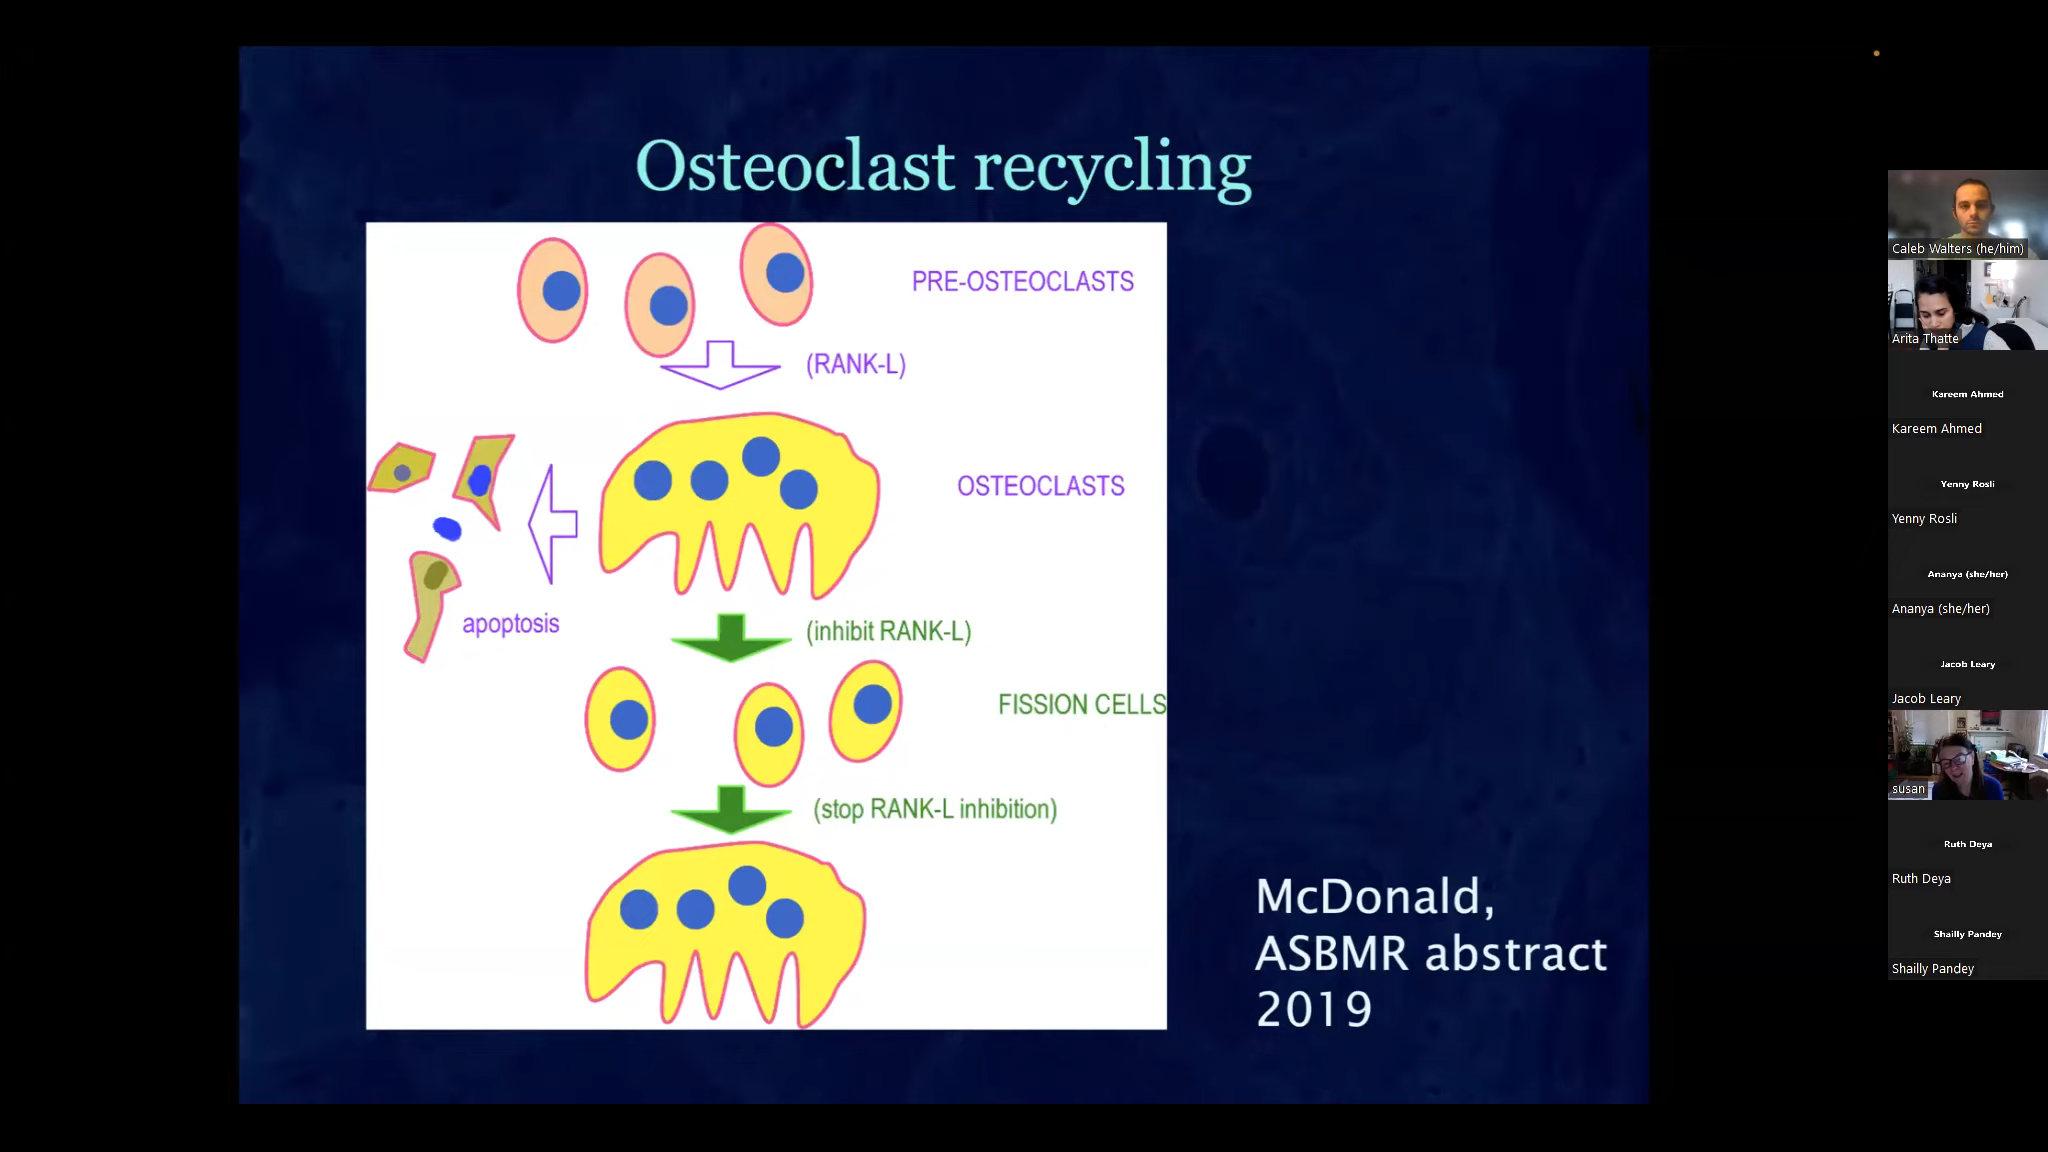 Osteoclast recycling
PRE-OSTEOCLASTS
(RANK-L)
OSTEOCLASTS
apoptosis
(inhibit RANK-L)
FISSION CELLS
(stop RANK-L inhibition)
McDonald,
ASBMR abstract
2019
Caleb Walters (he/him)
Arita Thatte
Kareem Ahmed
Kareem Ahmed
Yenny Rosli
Yenny Rosli
Ananya (she/her)
Ananya (she/her)
Jacob Leary
Jacob Leary
susan
Ruth Deya
Ruth Deya
Shailly Pandey
Shailly Pandey